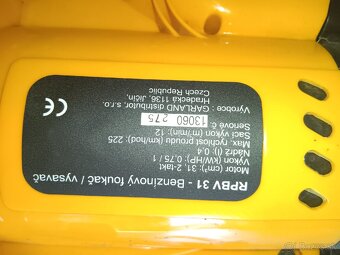 RPBV 31 - Benzínový foukač / vysavač
Motor (cm³): 31, 2-takt
Výkon (kW/HP): 0,75 / 1
Nádrž (l): 0.4
Max. rychlost proudu (km/hod): 225
Sací výkon (m³/min): 12
Seriové č. 13060 275
Výrobce: GARLAND distributor, s.r.o.
Hradecká 1136, Jičín,
Czech Republic
CE